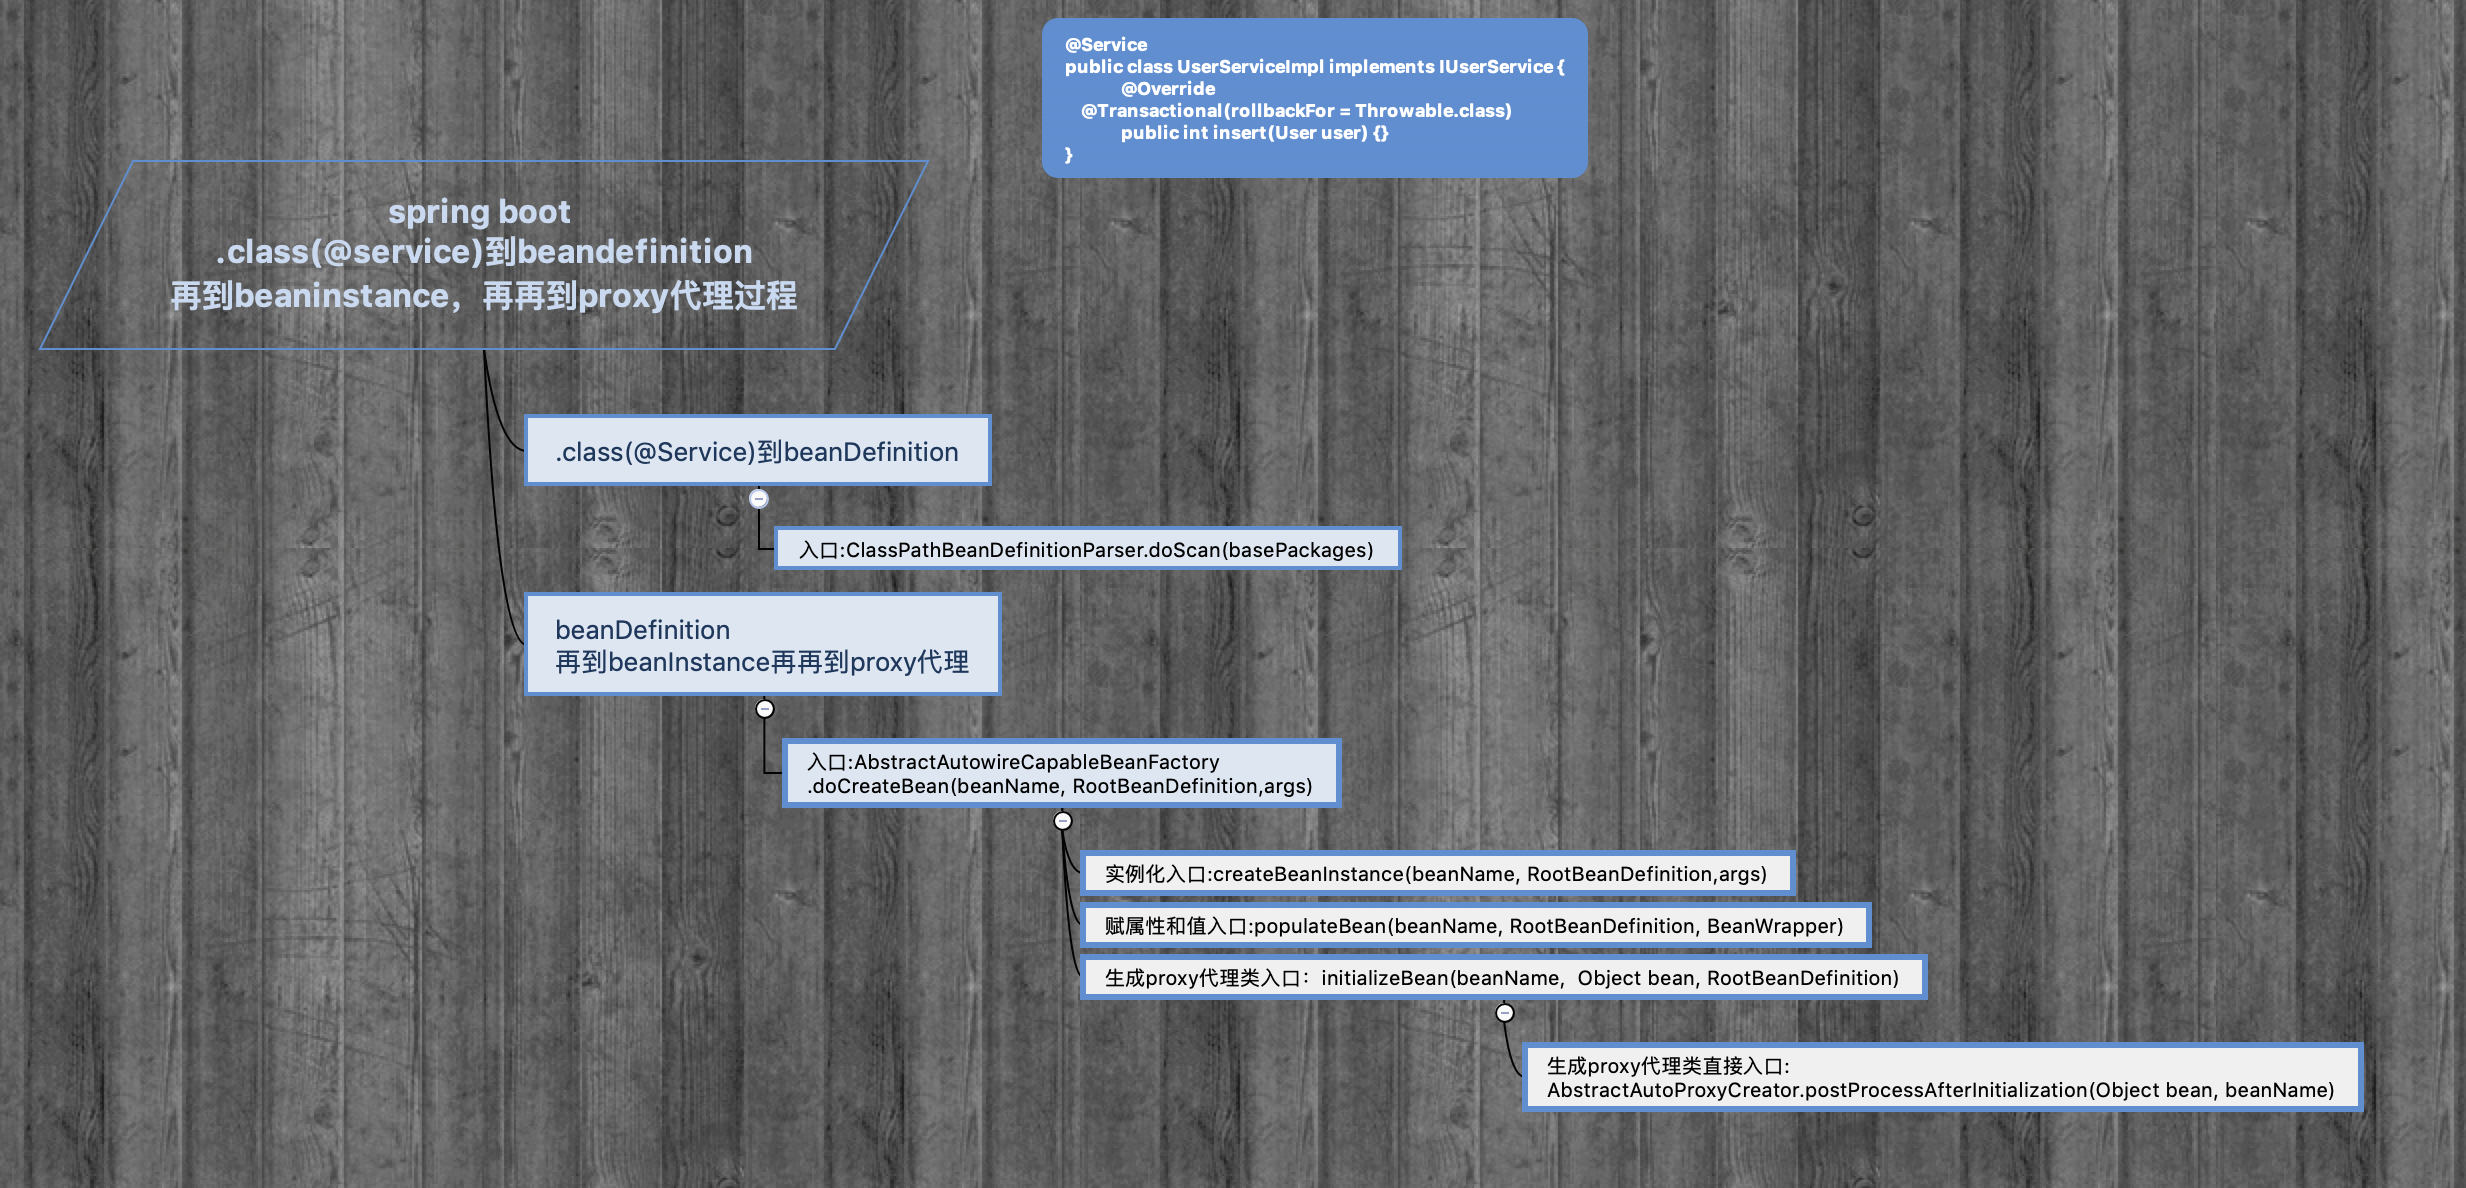 @Service
public class UserServiceImpl implements IUserService {
@Override
@Transactional(rollbackFor = Throwable.class)
public int insert(User user) {}
}
spring boot
.class(@service)到beandefinition
再到beaninstance，再再到proxy代理过程
.class(@Service)到beanDefinition
入口:ClassPathBeanDefinitionParser.doScan(basePackages)
beanDefinition
再到beanInstance再再到proxy代理
入口:AbstractAutowireCapableBeanFactory
.doCreateBean(beanName, RootBeanDefinition,args)
实例化入口:createBeanInstance(beanName, RootBeanDefinition,args)
赋属性和值入口:populateBean(beanName, RootBeanDefinition, BeanWrapper)
生成proxy代理类入口：initializeBean(beanName,  Object bean, RootBeanDefinition)
生成proxy代理类直接入口:
AbstractAutoProxyCreator.postProcessAfterInitialization(Object bean, beanName)